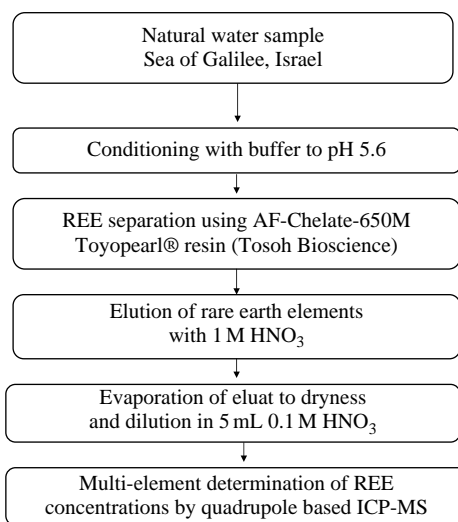 Natural water sample
Sea of Galilee, Israel
Conditioning with buffer to pH 5.6
REE separation using AF-Chelate-650M
Toyopearl® resin (Tosoh Bioscience)
Elution of rare earth elements
with 1 M HNO₃
Evaporation of eluat to dryness
and dilution in 5 mL 0.1 M HNO₃
Multi-element determination of REE
concentrations by quadrupole based ICP-MS